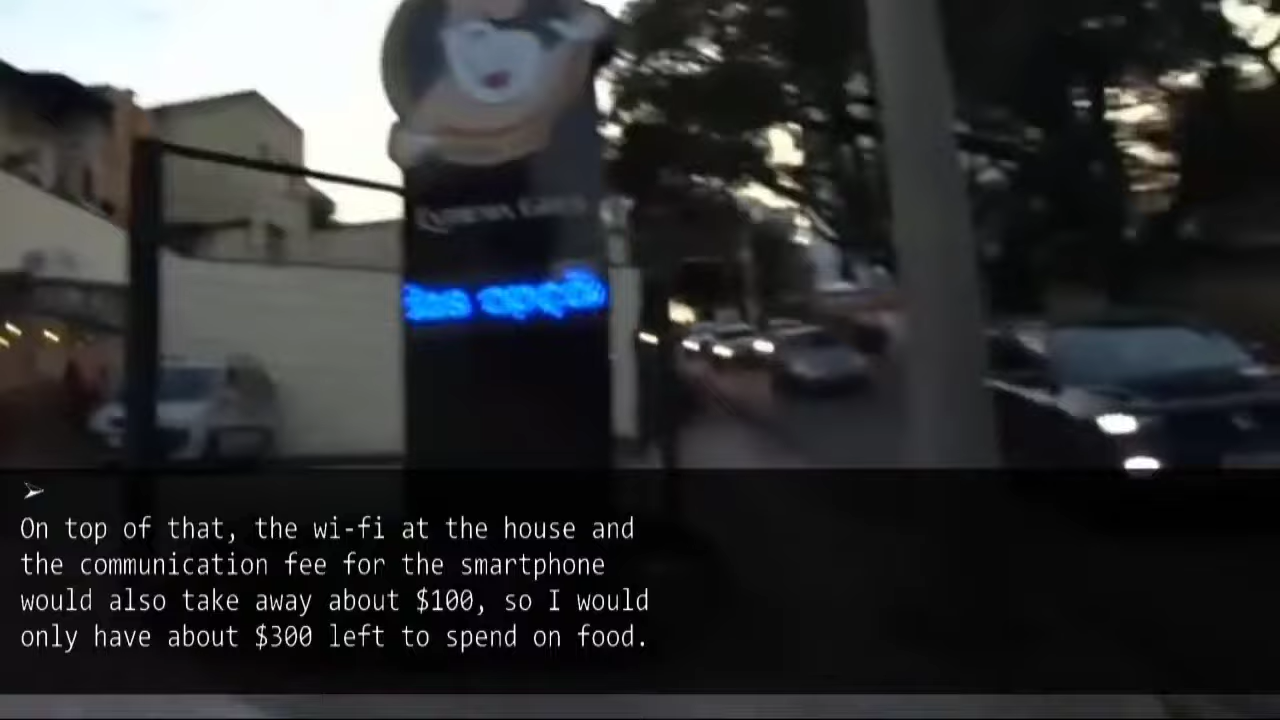 On top of that, the wi-fi at the house and
the communication fee for the smartphone
would also take away about $100, so I would
only have about $300 left to spend on food.